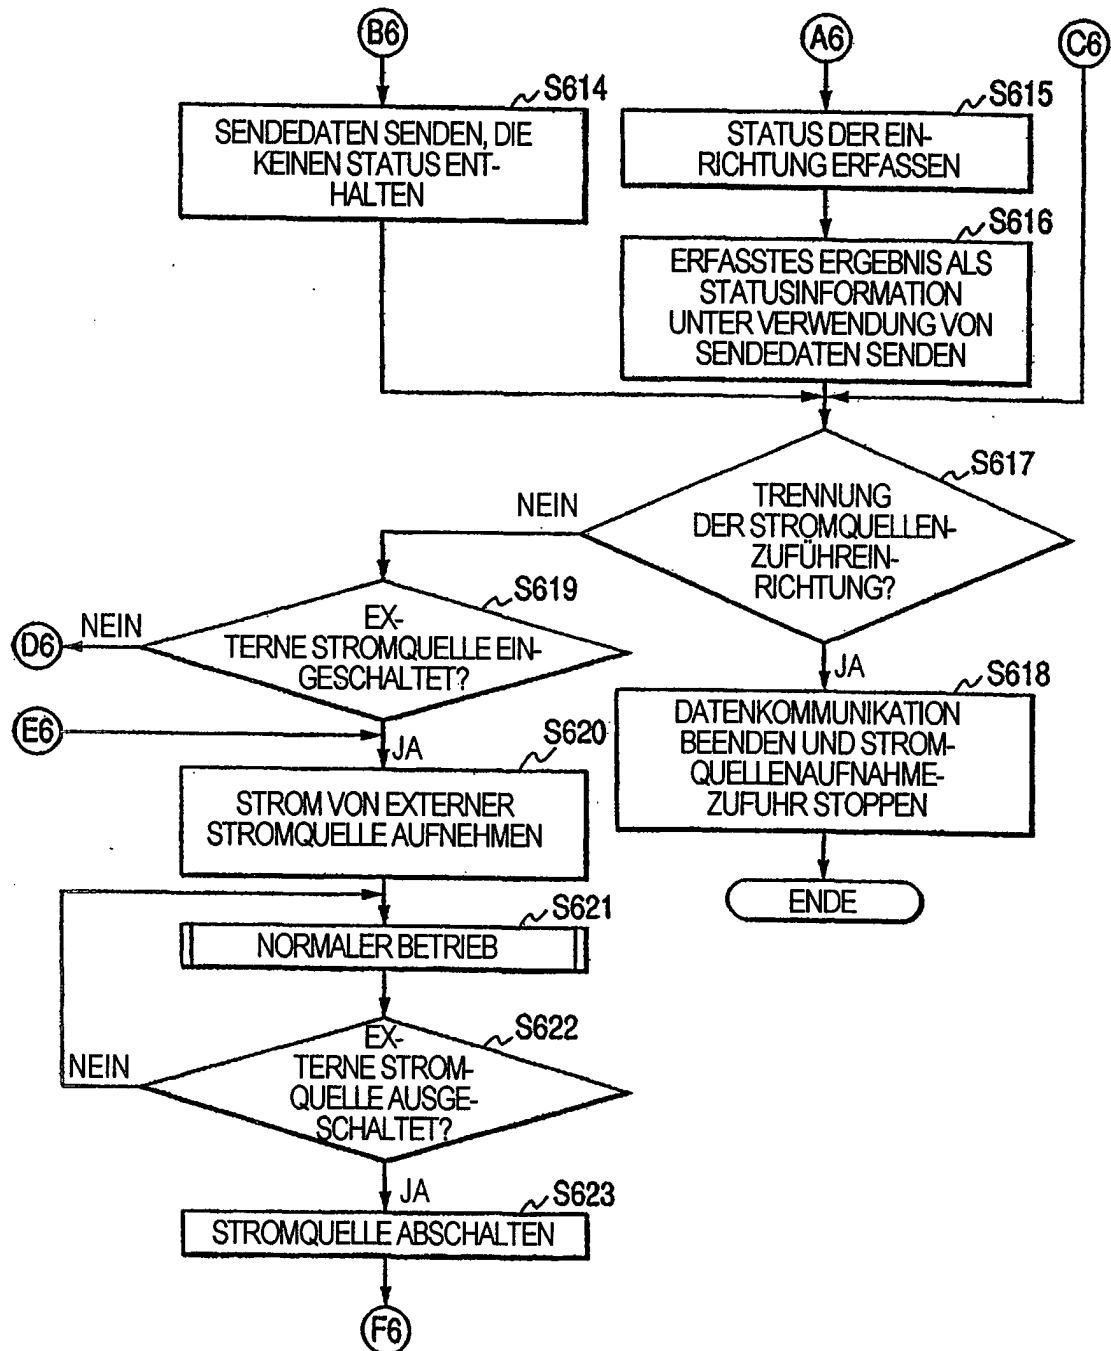 B6
A6
C6
S614
SENDEDATEN SENDEN, DIE
KEINEN STATUS ENT-
HALTEN
S615
STATUS DER EIN-
RICHTUNG ERFASSEN
S616
ERFASSTES ERGEBNIS ALS
STATUSINFORMATION
UNTER VERWENDUNG VON
SENDEDATEN SENDEN
S617
TRENNUNG
DER STROMQUELLEN-
ZUFÜHREIN-
RICHTUNG?
NEIN
JA
S618
DATENKOMMUNIKATION
BEENDEN UND STROM-
QUELLENAUFNAHME-
ZUFUHR STOPPEN
ENDE
S619
EX-
TERNE STROMQUELLE EIN-
GESCHALTET?
NEIN
D6
E6
JA
S620
STROM VON EXTERNER
STROMQUELLE AUFNEHMEN
S621
NORMALER BETRIEB
S622
EX-
TERNE STROM-
QUELLE AUSGE-
SCHALTET?
NEIN
JA
S623
STROMQUELLE ABSCHALTEN
F6